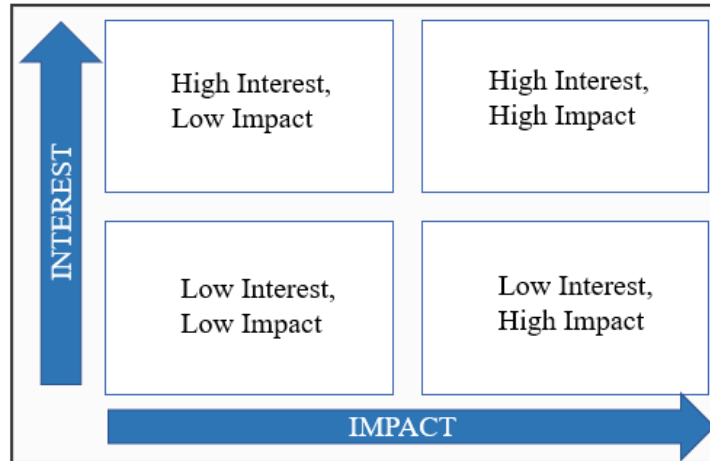 High Interest,
Low Impact
High Interest,
High Impact
INTEREST
Low Interest,
Low Impact
Low Interest,
High Impact
IMPACT